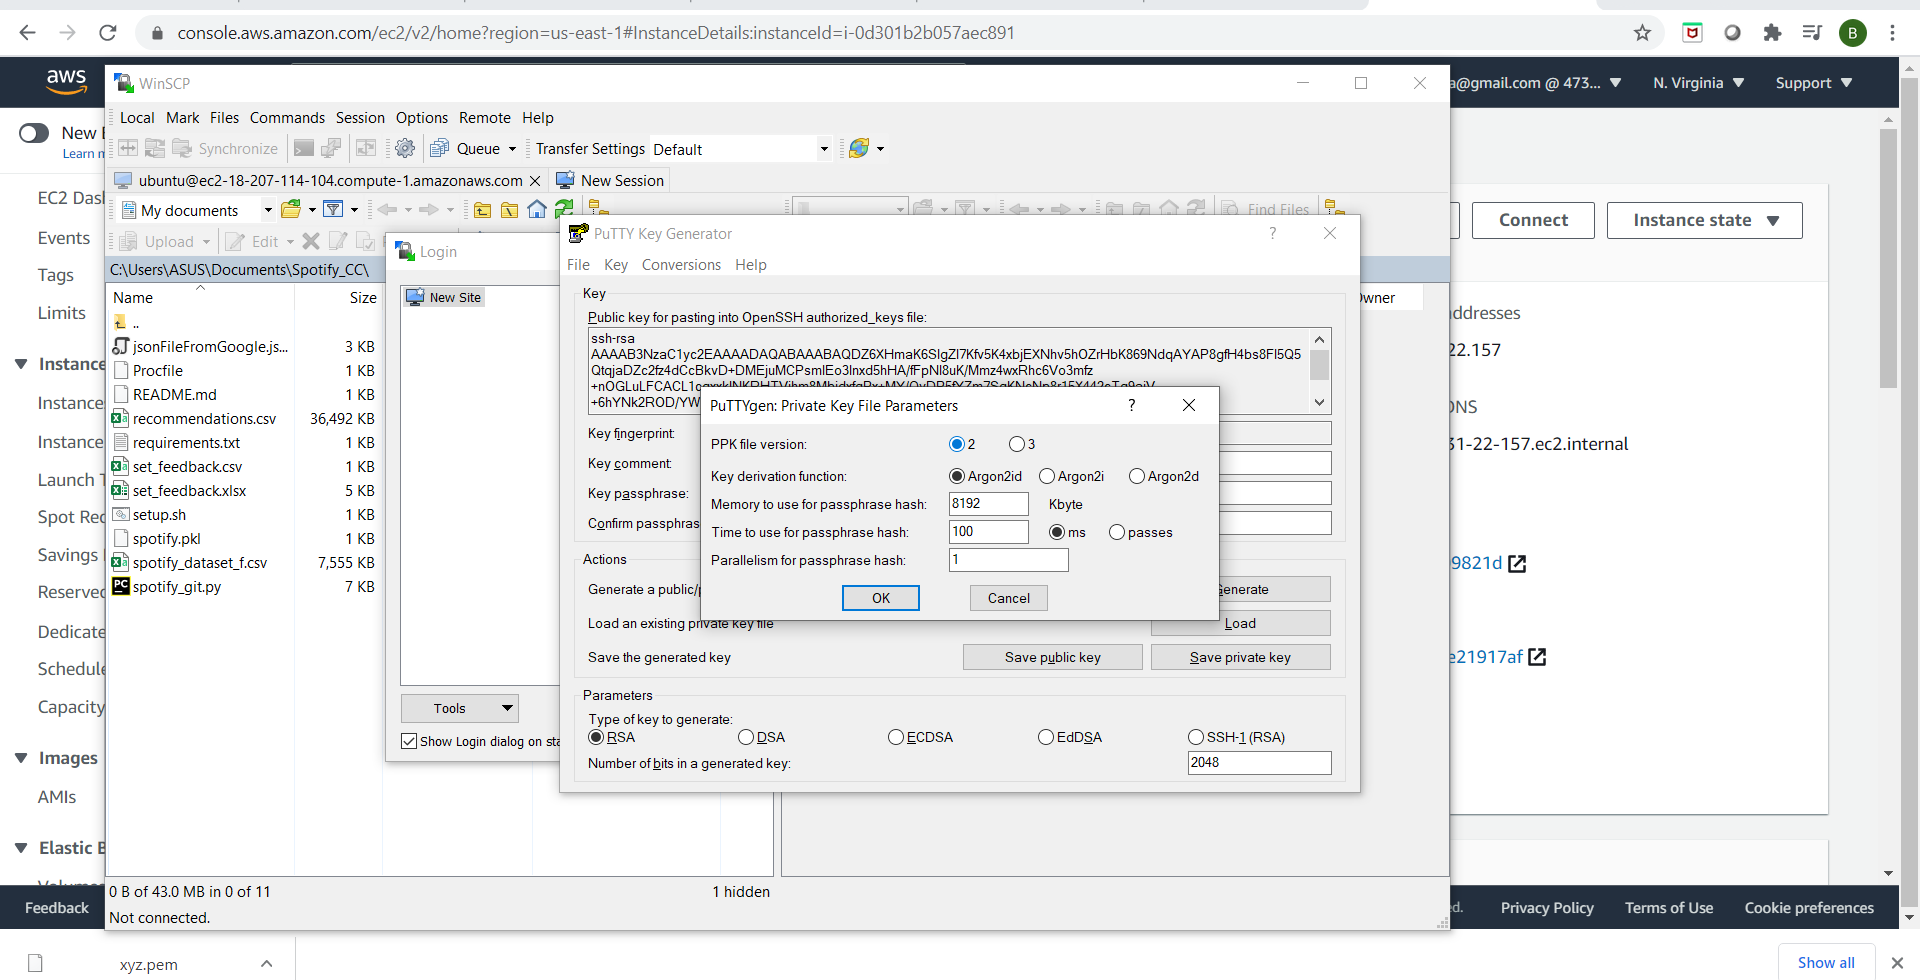 console.aws.amazon.com/ec2/v2/home?region=us-east-1#InstanceDetails:instanceId=i-0d301b2b057aec891
B
aws
WinSCP
a@gmail.com @ 473...
N. Virginia
Support
New
Learn
Local Mark Files Commands Session Options Remote Help
Synchronize
Queue
Transfer Settings Default
ubuntu@ec2-18-207-114-104.compute-1.amazonaws.com
New Session
My documents
Find Files
Upload
Edit
C:\Users\ASUS\Documents\Spotify_CC\
Name Size
..
jsonFileFromGoogle.js... 3 KB
Procfile 1 KB
README.md 1 KB
recommendations.csv 36,492 KB
requirements.txt 1 KB
set_feedback.csv 1 KB
set_feedback.xlsx 5 KB
setup.sh 1 KB
spotify.pkl 1 KB
spotify_dataset_f.csv 7,555 KB
spotify_git.py 7 KB
0 B of 43.0 MB in 0 of 11
1 hidden
Not connected.
EC2
Events
Tags
Limits
Instance
Instance
Instance
Launch
Spot
Savings
Reserved
Dedicate
Schedule
Capacity
Images
AMIs
Elastic
Feedback
Login
New Site
Tools
Show Login dialog on
PuTTY Key Generator
?
File Key Conversions Help
Key
Public key for pasting into OpenSSH authorized_keys file:
ssh-rsa
AAAAB3NzaC1yc2EAAAADAQABAAABAQDZ6XHmaK6SIgZI7Kfv5K4xbjEXNhv5hOZrHbK869NdqAYAP8gfH4bs8FI5Q5
QtqjaDZc2fz4dCcBkvD+DMEjuMCPsmIEo3lnxd5hHA/fFpNl8uK/Mmz4wxRhc6Vo3mfz
+6hYNk2ROD/YW
Key fingerprint:
Key comment:
Key passphrase:
Confirm passphras
Actions
Generate a public/
Generate
Load an existing private key file
Load
Save the generated key
Save public key
Save private key
Parameters
Type of key to generate:
RSA DSA ECDSA EdDSA SSH-1 (RSA)
Number of bits in a generated key:
2048
PuTTYgen: Private Key File Parameters
?
PPK file version: 2 3
Key derivation function: Argon2id Argon2i Argon2d
Memory to use for passphrase hash: 8192 Kbyte
Time to use for passphrase hash: 100 ms passes
Parallelism for passphrase hash: 1
OK
Cancel
Owner
Connect
Instance state
ddresses
22.157
ONS
31-22-157.ec2.internal
9821d
e21917af
Privacy Policy
Terms of Use
Cookie preferences
xyz.pem
Show all